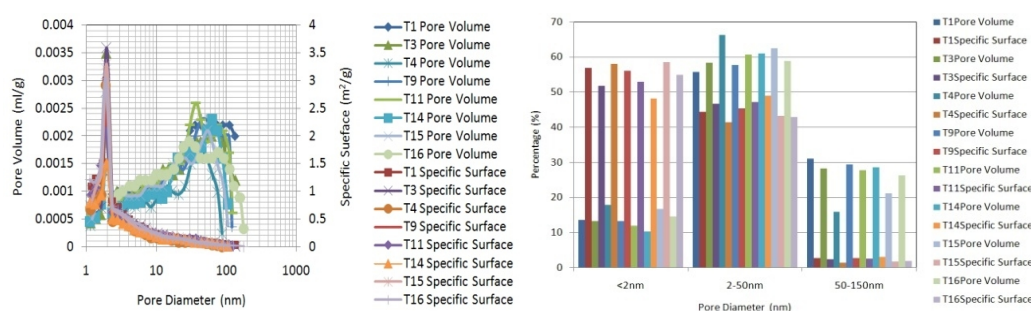 0.004
0.0035
0.003
0.0025
0.002
0.0015
0.001
0.0005
0
Pore Volume (ml/g)
4
3.5
3
2.5
2
1.5
1
0.5
0
Specific Sueface (m²/g)
1 10 100 1000
Pore Diameter (nm)
T1 Pore Volume
T3 Pore Volume
T4 Pore Volume
T9 Pore Volume
T11 Pore Volume
T14 Pore Volume
T15 Pore Volume
T16 Pore Volume
T1 Specific Surface
T3 Specific Surface
T4 Specific Surface
T9 Specific Surface
T11 Specific Surface
T14 Specific Surface
T15 Specific Surface
T16 Specific Surface
70
60
50
40
30
20
10
0
Percentage (%)
<2nm 2-50nm 50-150nm
Pore Diameter (nm)
T1Pore Volume
T1Specific Surface
T3Pore Volume
T3Specific Surface
T4Pore Volume
T4Specific Surface
T9Pore Volume
T9Specific Surface
T11Pore Volume
T11Specific Surface
T14Pore Volume
T14Specific Surface
T15Pore Volume
T15Specific Surface
T16Pore Volume
T16Specific Surface